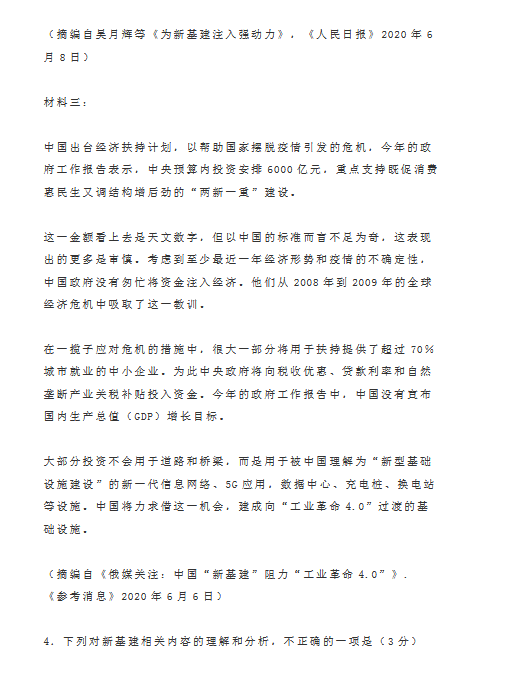 （摘编自吴月辉等《为新基建注入强动力》，《人民日报》2020 年 6
月 8 日）
材料三：
中国出台经济扶持计划，以帮助国家摆脱疫情引发的危机，今年的政
府工作报告表示，中央预算内投资安排 6000 亿元，重点支持既促消费
惠民生又调结构增后劲的“两新一重”建设。
这一金额看上去是天文数字，但以中国的标准而言不足为奇，这表现
出的更多是审慎。考虑到至少最近一年经济形势和疫情的不确定性，
中国政府没有匆忙将资金注入经济。他们从 2008 年到 2009 年的全球
经济危机中吸取了这一教训。
在一揽子应对危机的措施中，很大一部分将用于扶持提供了超过 70％
城市就业的中小企业。为此中央政府将向税收优惠、贷款利率和自然
垄断产业关税补贴投入资金。今年的政府工作报告中，中国没有宣布
国内生产总值（GDP）增长目标。
大部分投资不会用于道路和桥梁，而是用于被中国理解为“新型基础
设施建设”的新一代信息网络、5G 应用，数据中心、充电桩、换电站
等设施。中国将力求借这一机会，建成向“工业革命 4.0”过渡的基
础设施。
（摘编自《俄媒关注：中国“新基建”阻力“工业革命 4.0”》.
《参考消息》2020 年 6 月 6 日）
4．下列对新基建相关内容的理解和分析，不正确的一项是（3 分）